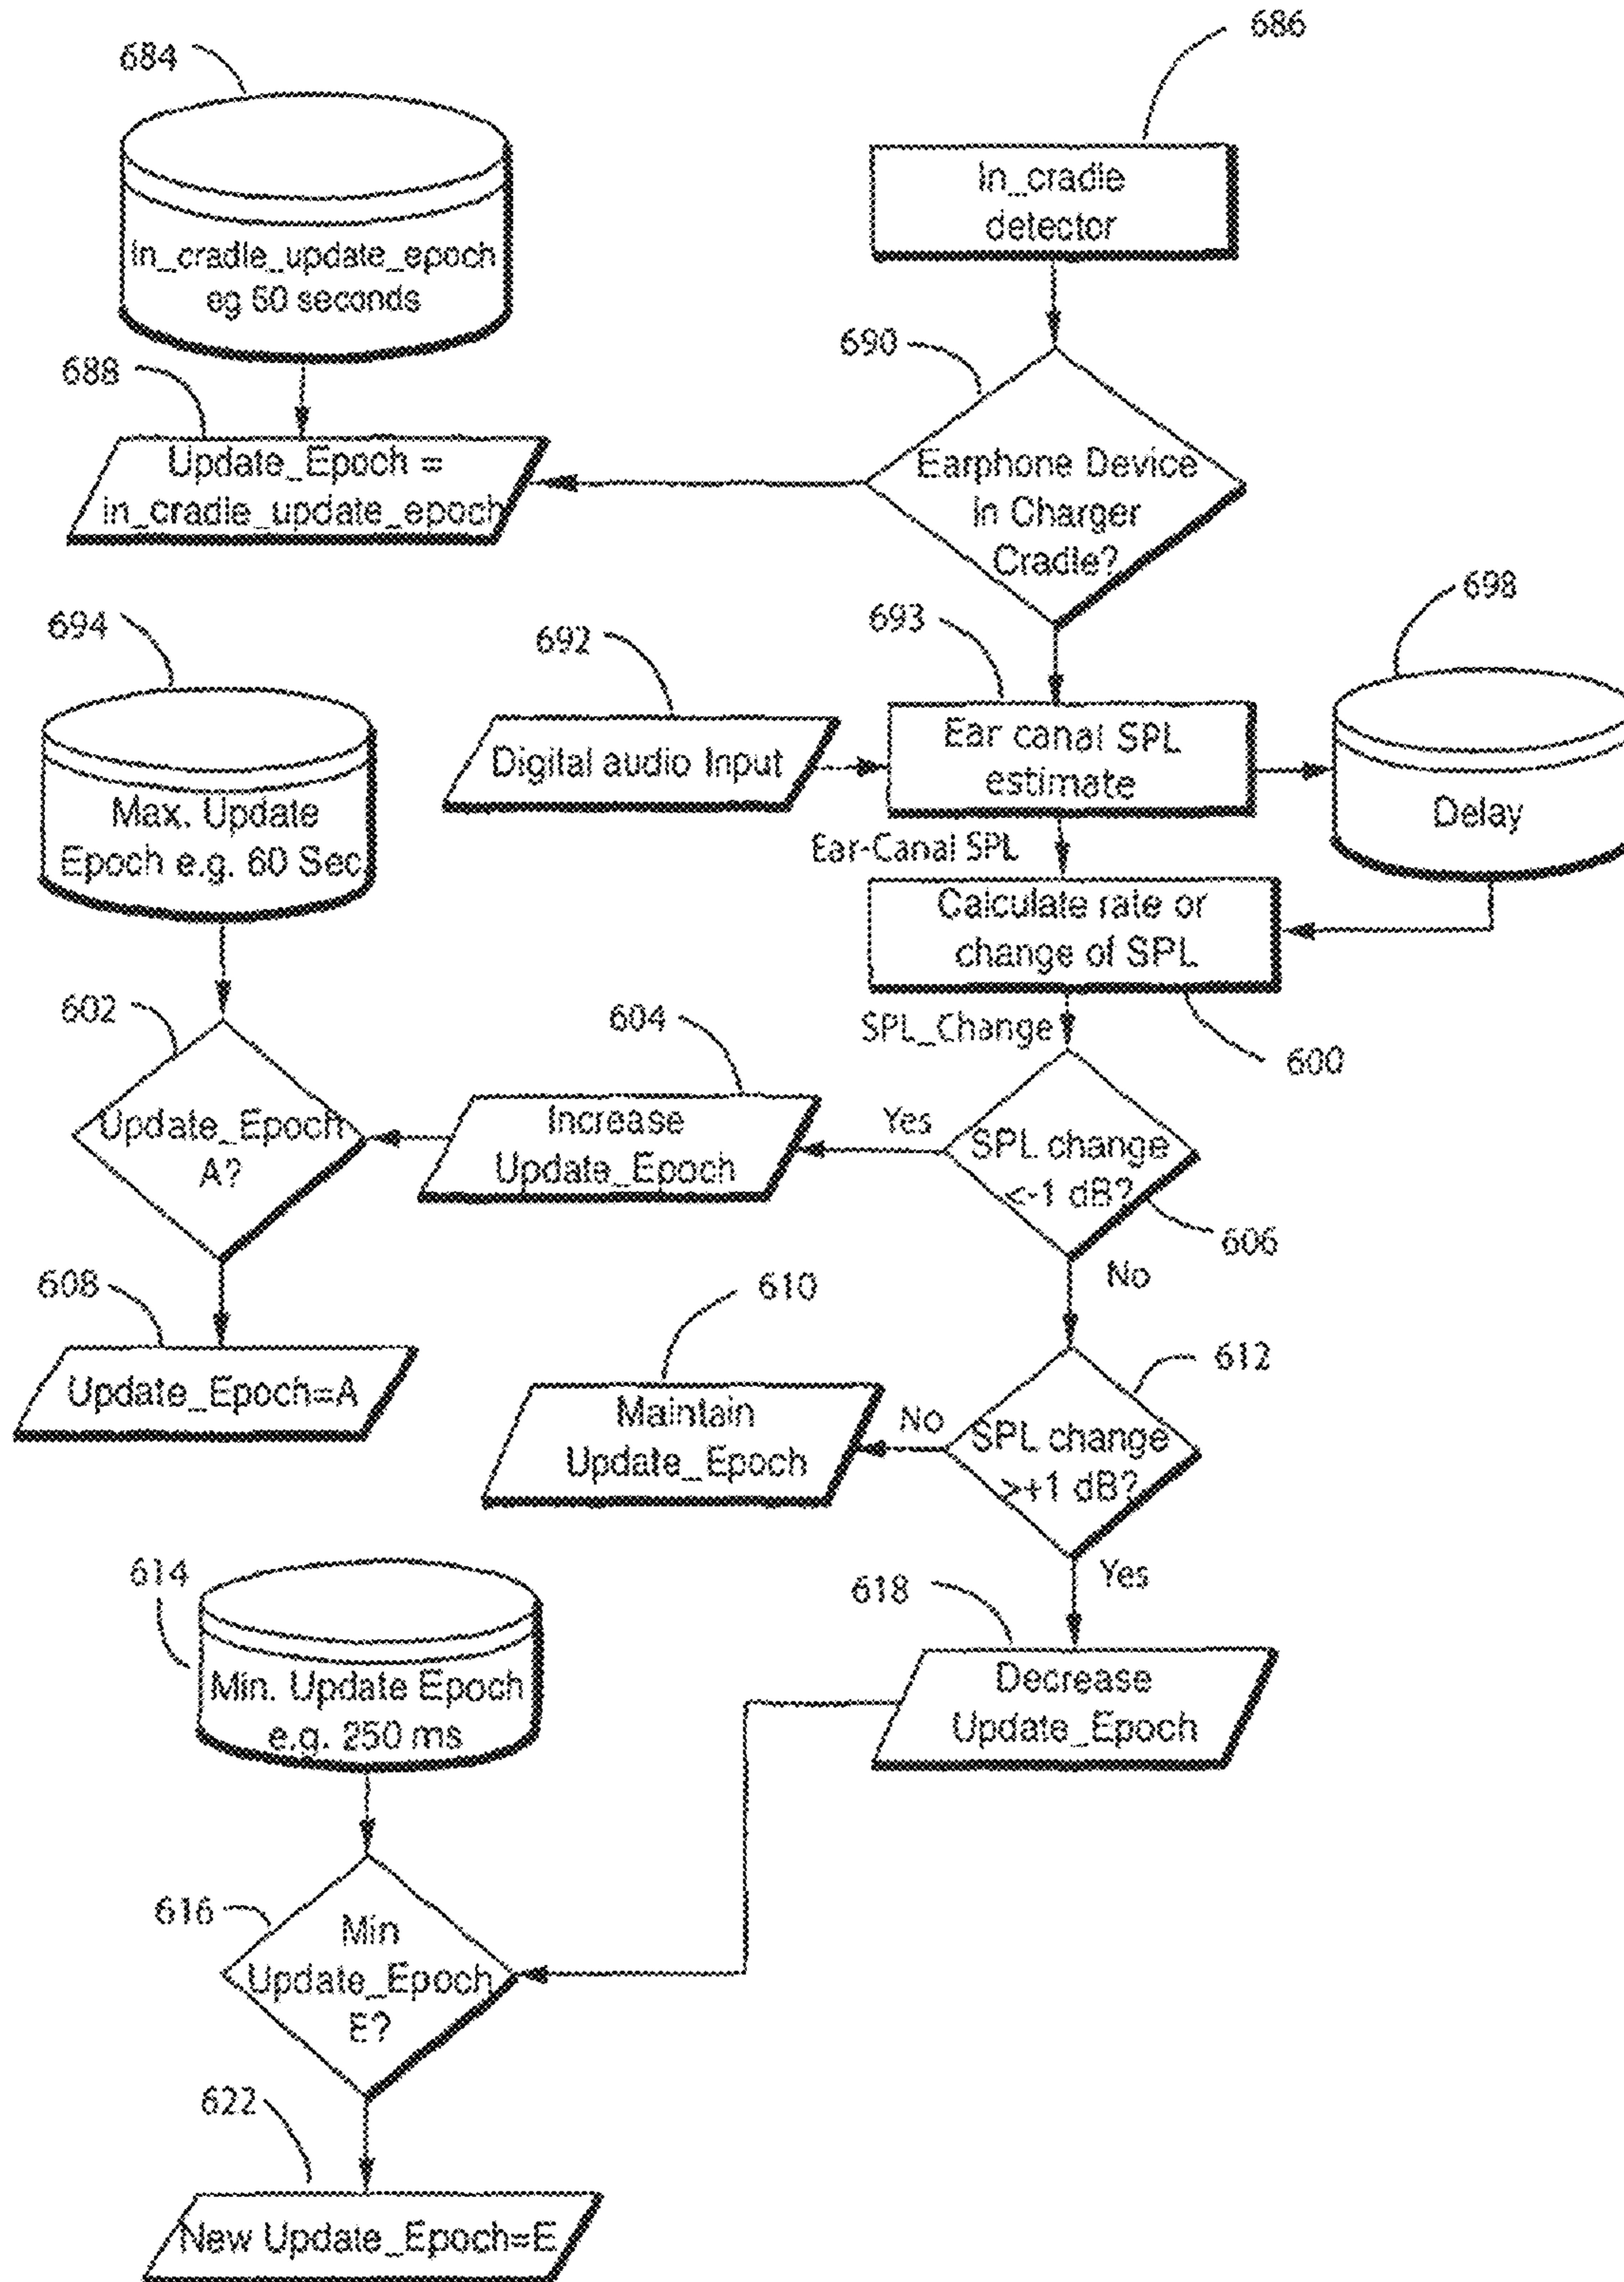 684
686
In_cradle
detector
in_cradle_update_epoch
eg 60 seconds
688
690
Update_Epoch =
in_cradle_update_epoch
Earphone Device
in Charger
Cradle?
694
692
693
698
Digital audio Input
Ear canal SPL
estimate
Max. Update
Epoch e.g. 60 Sec
Delay
Ear-Canal SPL
Calculate rate or
change of SPL
602
604
SPL_Change
600
Update_Epoch
A?
Increase
Update_Epoch
Yes
SPL change
<-1 dB?
606
No
608
610
612
Update_Epoch=A
Maintain
Update_Epoch
No
SPL change
>+1 dB?
614
618
Yes
Min. Update Epoch
e.g. 250 ms
Decrease
Update_Epoch
616
Min
Update_Epoch
E?
622
New Update_Epoch=E